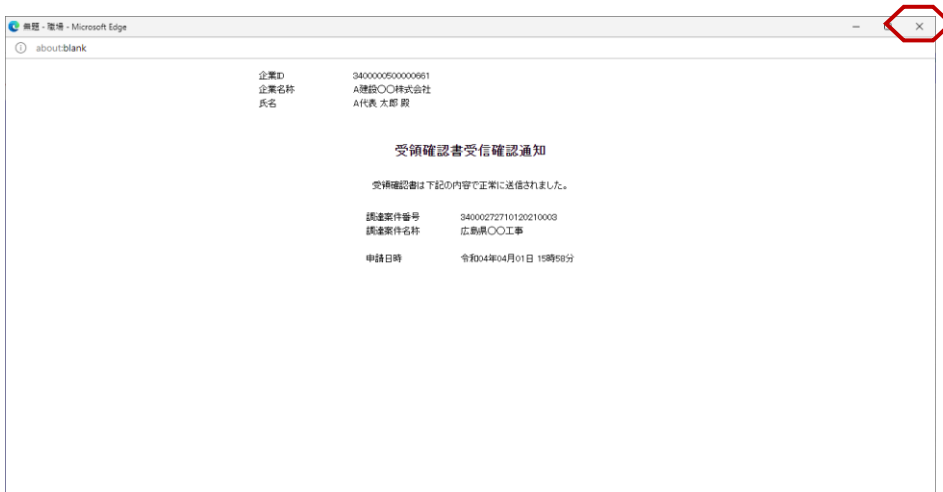 無題 - 職場 - Microsoft Edge
about:blank
企業ID 3400000500000661
企業名称 A建設〇〇株式会社
氏名 A代表 太郎 殿
受領確認書受信確認通知
受領確認書は下記の内容で正常に送信されました。
調達案件番号 34000272710120210003
調達案件名称 広島県〇〇工事
申請日時 令和04年04月01日 15時58分